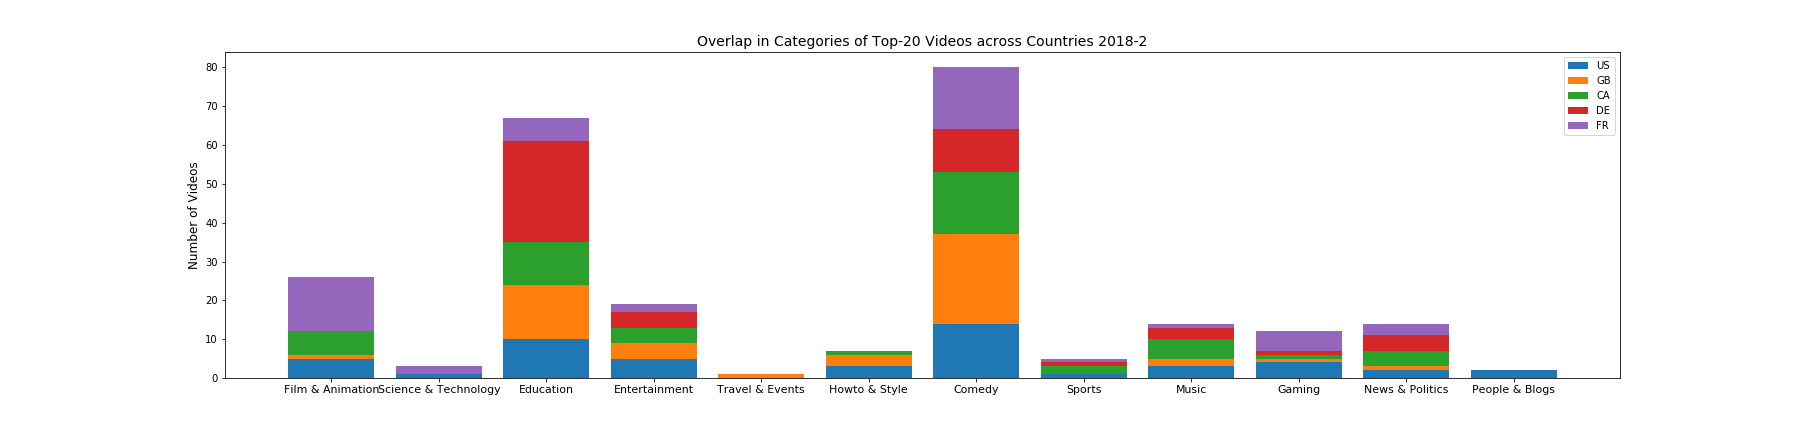 Overlap in Categories of Top-20 Videos across Countries 2018-2
US
GB
CA
DE
FR
Number of Videos
80
70
60
50
40
30
20
10
0
Film & Animation Science & Technology Education Entertainment Travel & Events Howto & Style Comedy Sports Music Gaming News & Politics People & Blogs